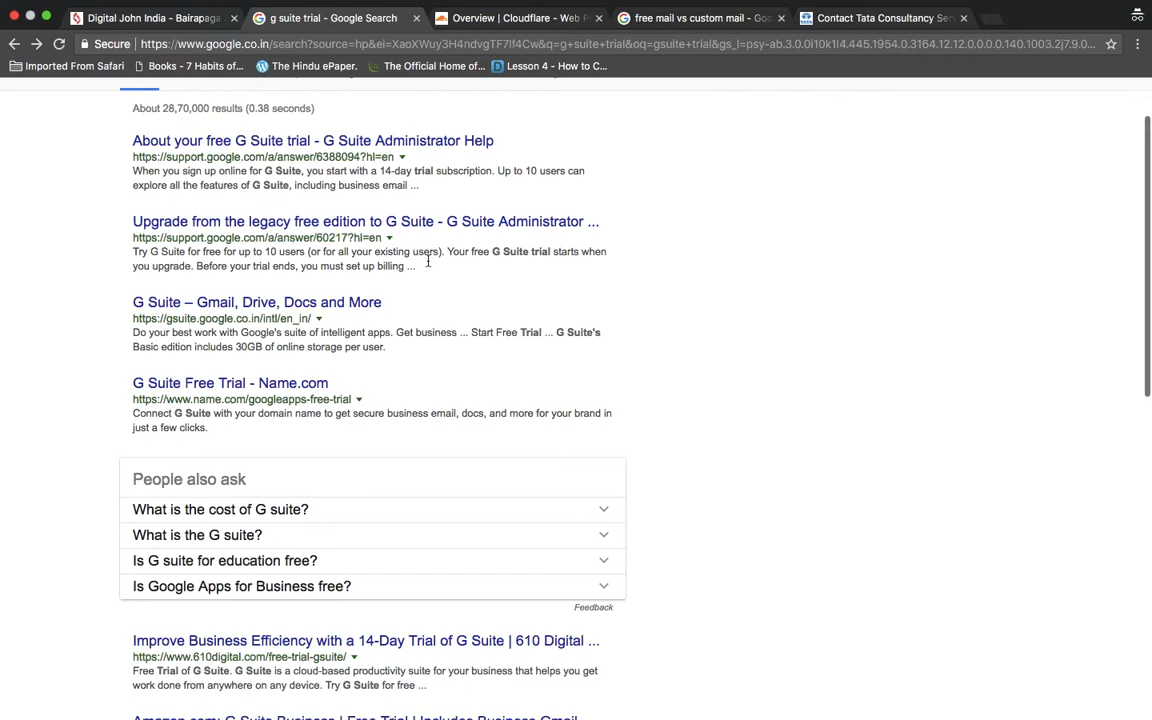 Digital John India - Bairapaga
g suite trial - Google Search
Overview | Cloudflare - Web P
free mail vs custom mail - Goo
Contact Tata Consultancy Ser
Secure
https://www.google.co.in/search?source=hp&ei=XaoXWuy3H4ndvgTF7If4Cw&q=g+suite+trial&oq=gsuite+trial&gs_l=psy-ab.3.0.0i10k1l4.445.1954.0.3164.12.12.0.0.0.0.140.1003.2j7.9.0...
Imported From Safari
Books - 7 Habits of...
The Hindu ePaper.
The Official Home of...
Lesson 4 - How to C...
About 28,70,000 results (0.38 seconds)
About your free G Suite trial - G Suite Administrator Help
https://support.google.com/a/answer/6388094?hl=en
When you sign up online for G Suite, you start with a 14-day trial subscription. Up to 10 users can
explore all the features of G Suite, including business email ...
Upgrade from the legacy free edition to G Suite - G Suite Administrator ...
https://support.google.com/a/answer/60217?hl=en
Try G Suite for free for up to 10 users (or for all your existing users). Your free G Suite trial starts when
you upgrade. Before your trial ends, you must set up billing ...
G Suite – Gmail, Drive, Docs and More
https://gsuite.google.co.in/intl/en_in/
Do your best work with Google's suite of intelligent apps. Get business ... Start Free Trial ... G Suite's
Basic edition includes 30GB of online storage per user.
G Suite Free Trial - Name.com
https://www.name.com/googleapps-free-trial
Connect G Suite with your domain name to get secure business email, docs, and more for your brand in
just a few clicks.
People also ask
What is the cost of G suite?
What is the G suite?
Is G suite for education free?
Is Google Apps for Business free?
Feedback
Improve Business Efficiency with a 14-Day Trial of G Suite | 610 Digital ...
https://www.610digital.com/free-trial-gsuite/
Free Trial of G Suite. G Suite is a cloud-based productivity suite for your business that helps you get
work done from anywhere on any device. Try G Suite for free ...
Amazon.com: G Suite Business | Free Trial | Includes Business Gmail